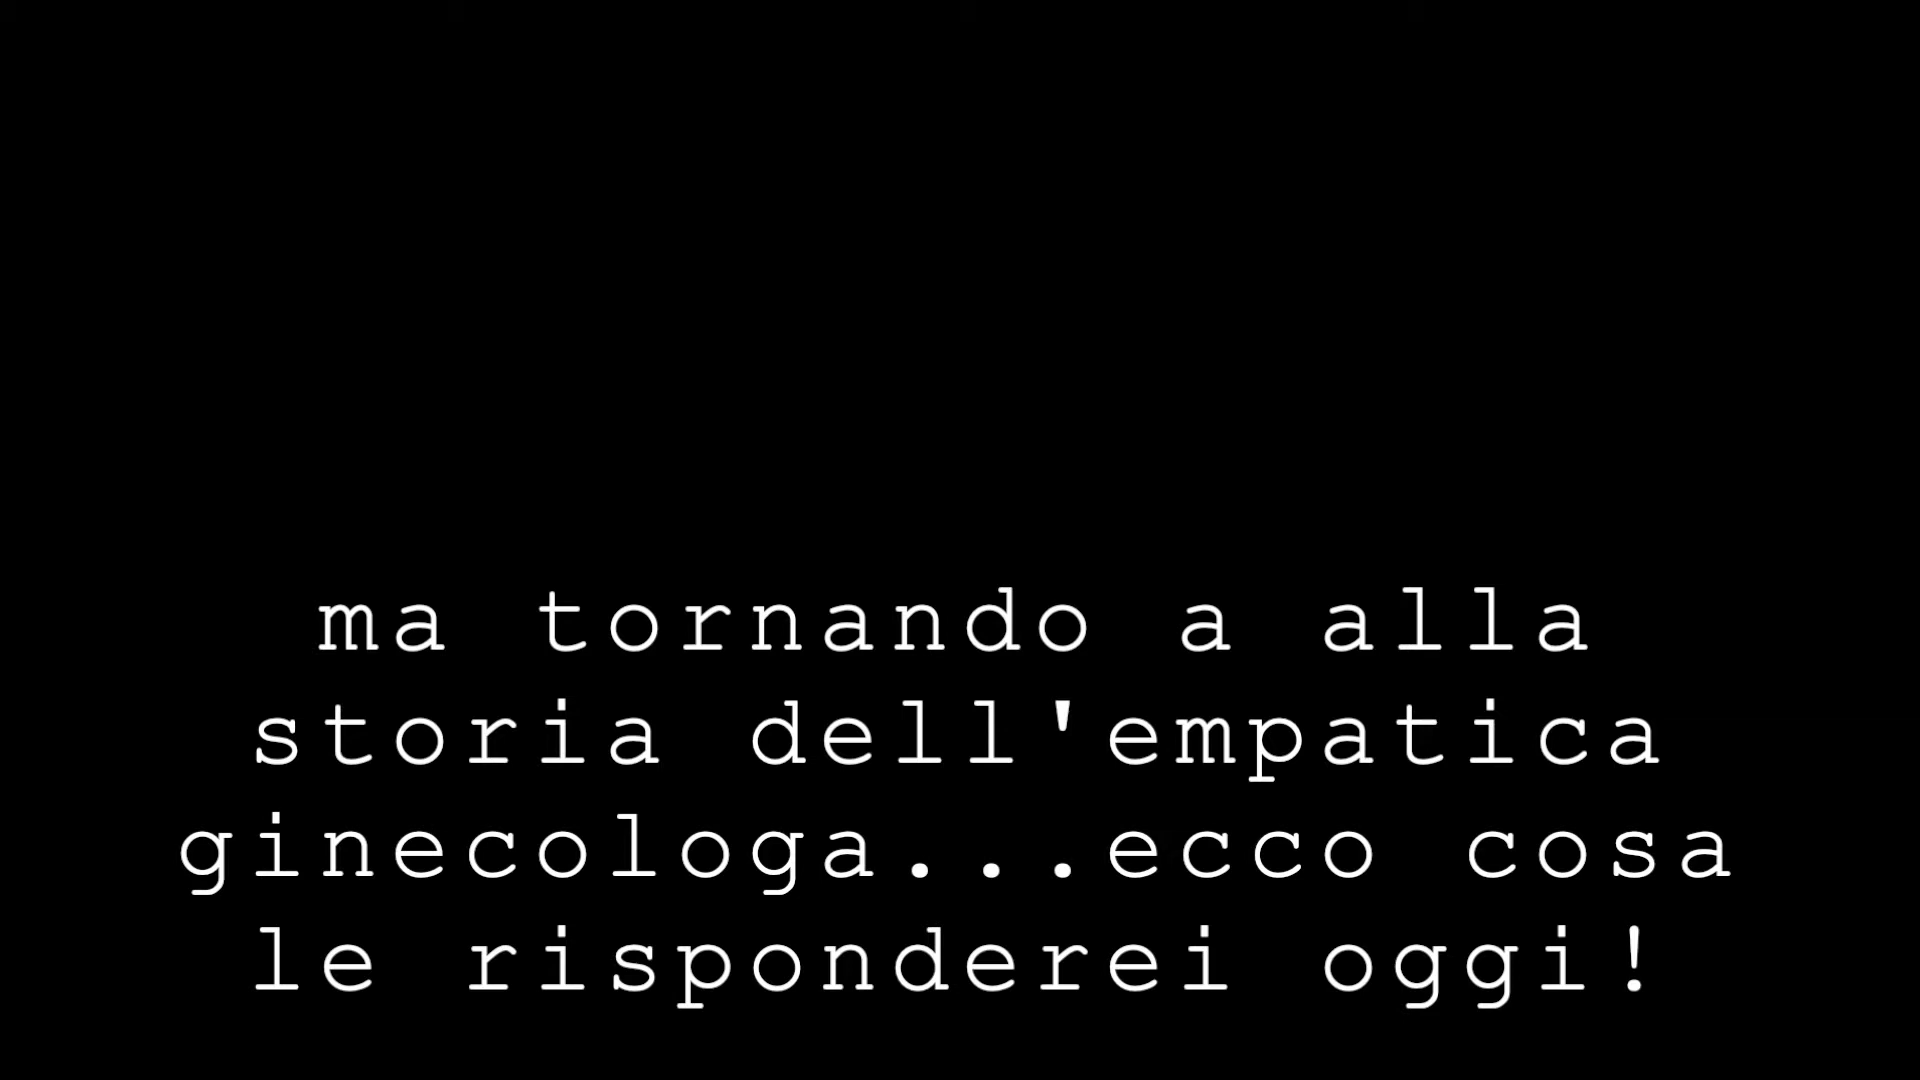 ma tornando a alla
storia dell'empatica
ginecologa...ecco cosa
le risponderei oggi!